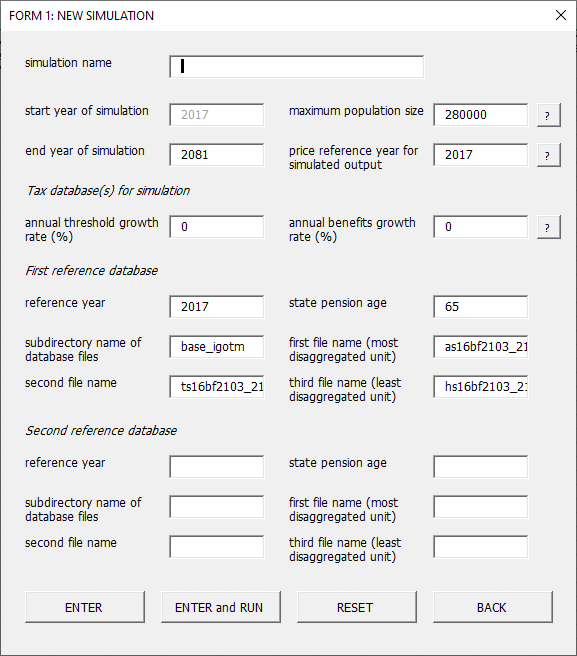 FORM 1: NEW SIMULATION
simulation name
start year of simulation 2017 maximum population size 280000 ?
end year of simulation 2081 price reference year for
simulated output 2017 ?
Tax database(s) for simulation
annual threshold growth
rate (%) 0 annual benefits growth
rate (%) 0 ?
First reference database
reference year 2017 state pension age 65
subdirectory name of
database files base_igotm first file name (most
disaggregated unit) as16bf2103_21
second file name ts16bf2103_21 third file name (least
disaggregated unit) hs16bf2103_21
Second reference database
reference year state pension age
subdirectory name of
database files first file name (most
disaggregated unit)
second file name third file name (least
disaggregated unit)
ENTER ENTER and RUN RESET BACK